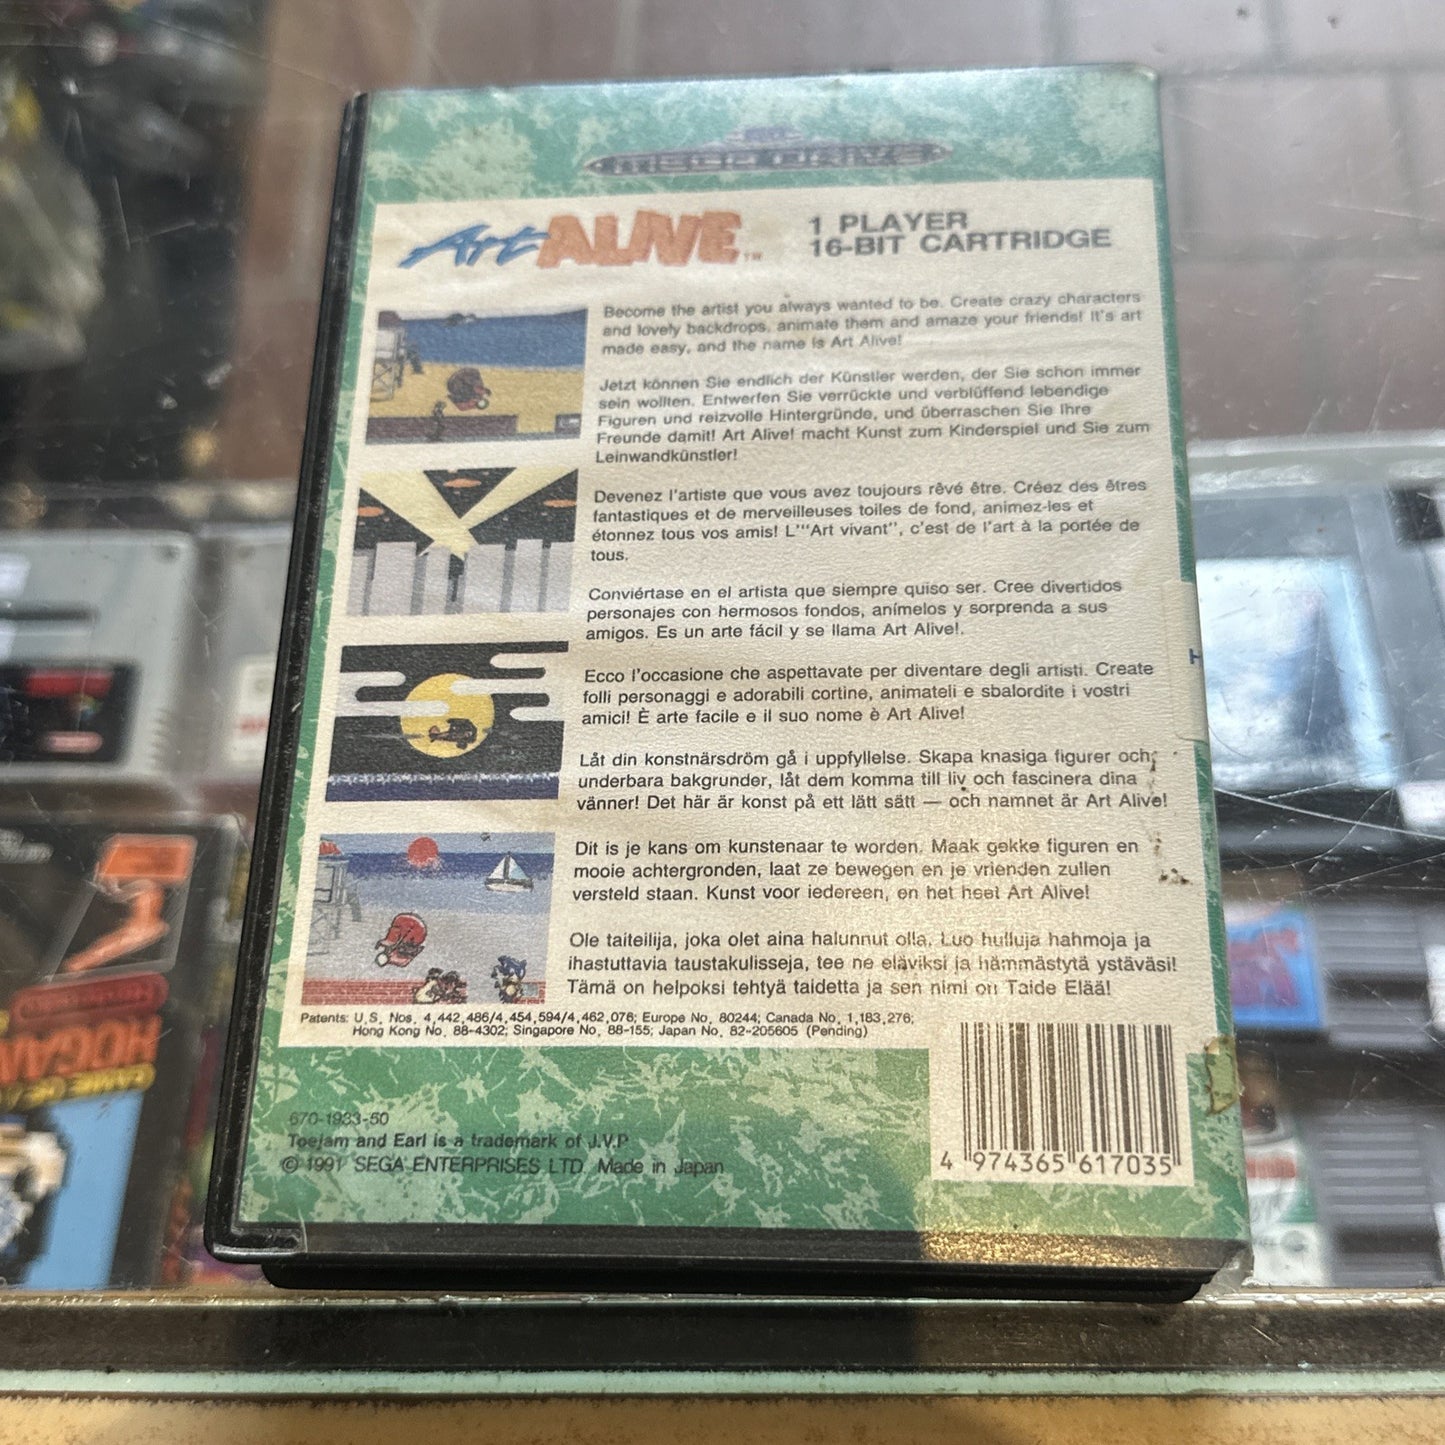 MEGA DRIVE
Art ALIVE™
1 PLAYER
16-BIT CARTRIDGE
Become the artist you always wanted to be. Create crazy characters
and lovely backdrops, animate them and amaze your friends! It's art
made easy, and the name is Art Alive!
Jetzt können Sie endlich der Künstler werden, der Sie schon immer
sein wollten. Entwerfen Sie verrückte und verblüffend lebendige
Figuren und reizvolle Hintergründe, und überraschen Sie Ihre
Freunde damit! Art Alive! macht Kunst zum Kinderspiel und Sie zum
Leinwandkünstler!
Devenez l'artiste que vous avez toujours rêvé être. Créez des êtres
fantastiques et de merveilleuses toiles de fond, animez-les et
étonnez tous vos amis! L'"Art vivant", c'est de l'art à la portée de
tous.
Conviértase en el artista que siempre quiso ser. Cree divertidos
personajes con hermosos fondos, anímelos y sorprenda a sus
amigos. Es un arte fácil y se llama Art Alive!.
Ecco l'occasione che aspettavate per diventare degli artisti. Create
folli personaggi e adorabili cortine, animateli e sbalordite i vostri
amici! È arte facile e il suo nome è Art Alive!
Låt din konstnärsdröm gå i uppfyllelse. Skapa knasiga figurer och
underbara bakgrunder, låt dem komma till liv och fascinera dina
vänner! Det här är konst på ett lätt sätt — och namnet är Art Alive!
Dit is je kans om kunstenaar te worden. Maak gekke figuren en
mooie achtergronden, laat ze bewegen en je vrienden zullen
versteld staan. Kunst voor iedereen, en het heet Art Alive!
Ole taiteilija, joka olet aina halunnut olla. Luo hulluja hahmoja ja
ihastuttavia taustakulisseja, tee ne eläviksi ja hämmästytä ystäväsi!
Tämä on helpoksi tehtyä taidetta ja sen nimi on Taide Elää!
Patents: U.S. Nos. 4,442,486/4,454,594/4,462,076; Europe No. 80244; Canada No. 1,183,276;
Hong Kong No. 88-4302; Singapore No. 88-155; Japan No. 82-205605 (Pending)
670-1933-50
Toejam and Earl is a trademark of J.V.P
© 1991 SEGA ENTERPRISES LTD. Made in Japan
4 974365 617035